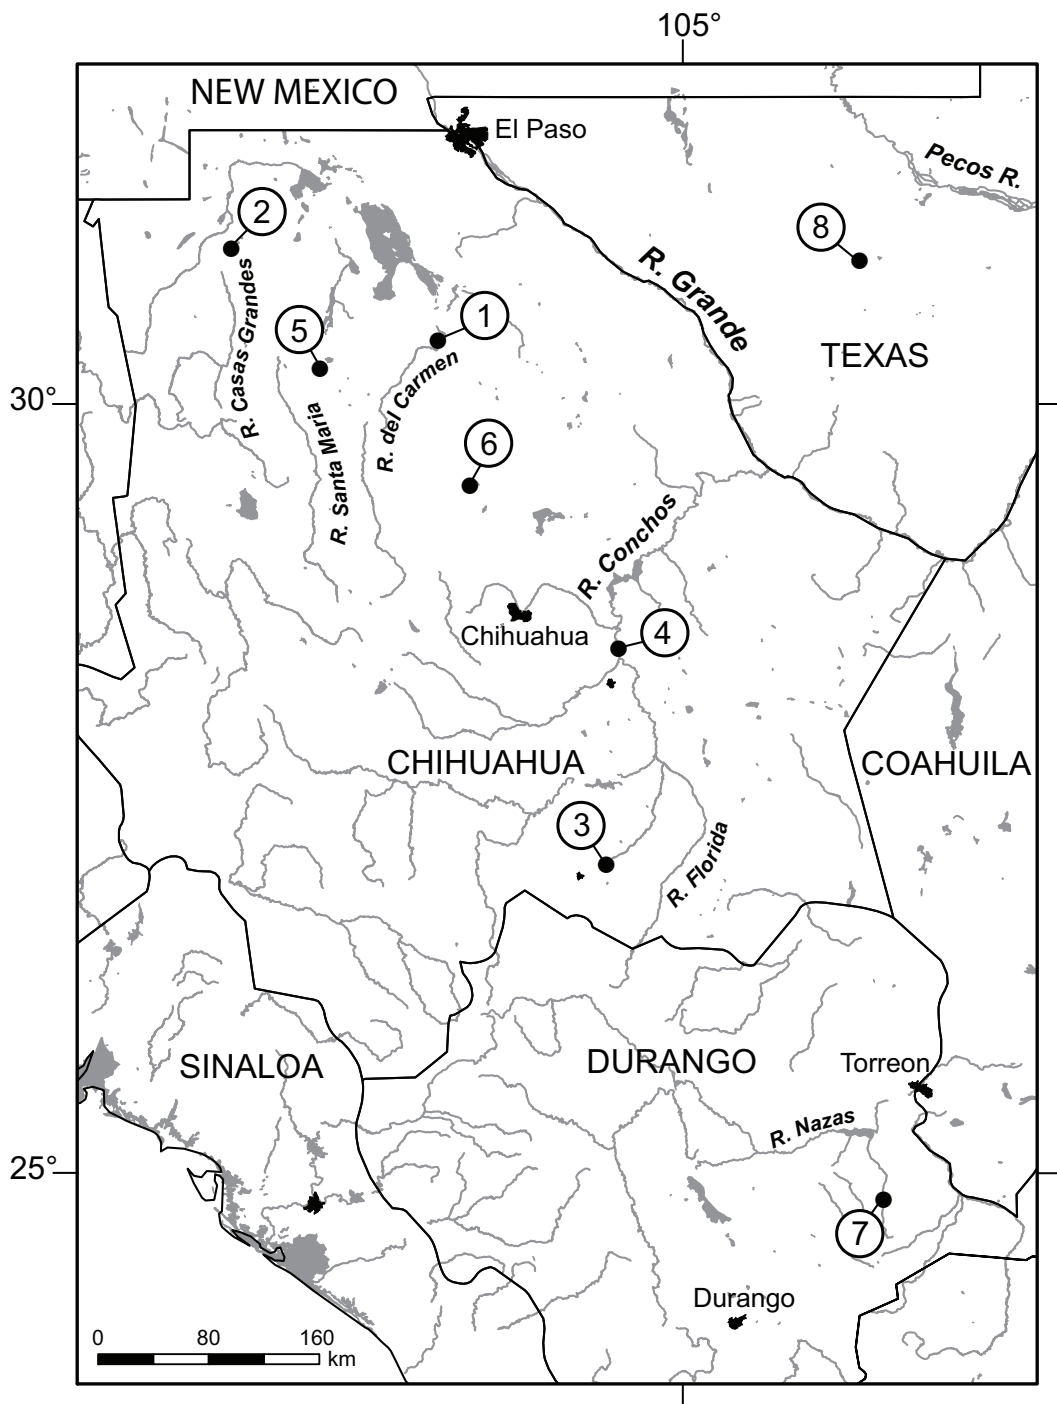 105°
NEW MEXICO
El Paso
Pecos R.
2
8
R. Grande
R. Casas Grandes
5
1
TEXAS
30°
R. del Carmen
R. Santa Maria
6
R. Conchos
Chihuahua
4
CHIHUAHUA
COAHUILA
3
R. Florida
SINALOA
DURANGO
Torreon
R. Nazas
25°
7
Durango
0 80 160
km